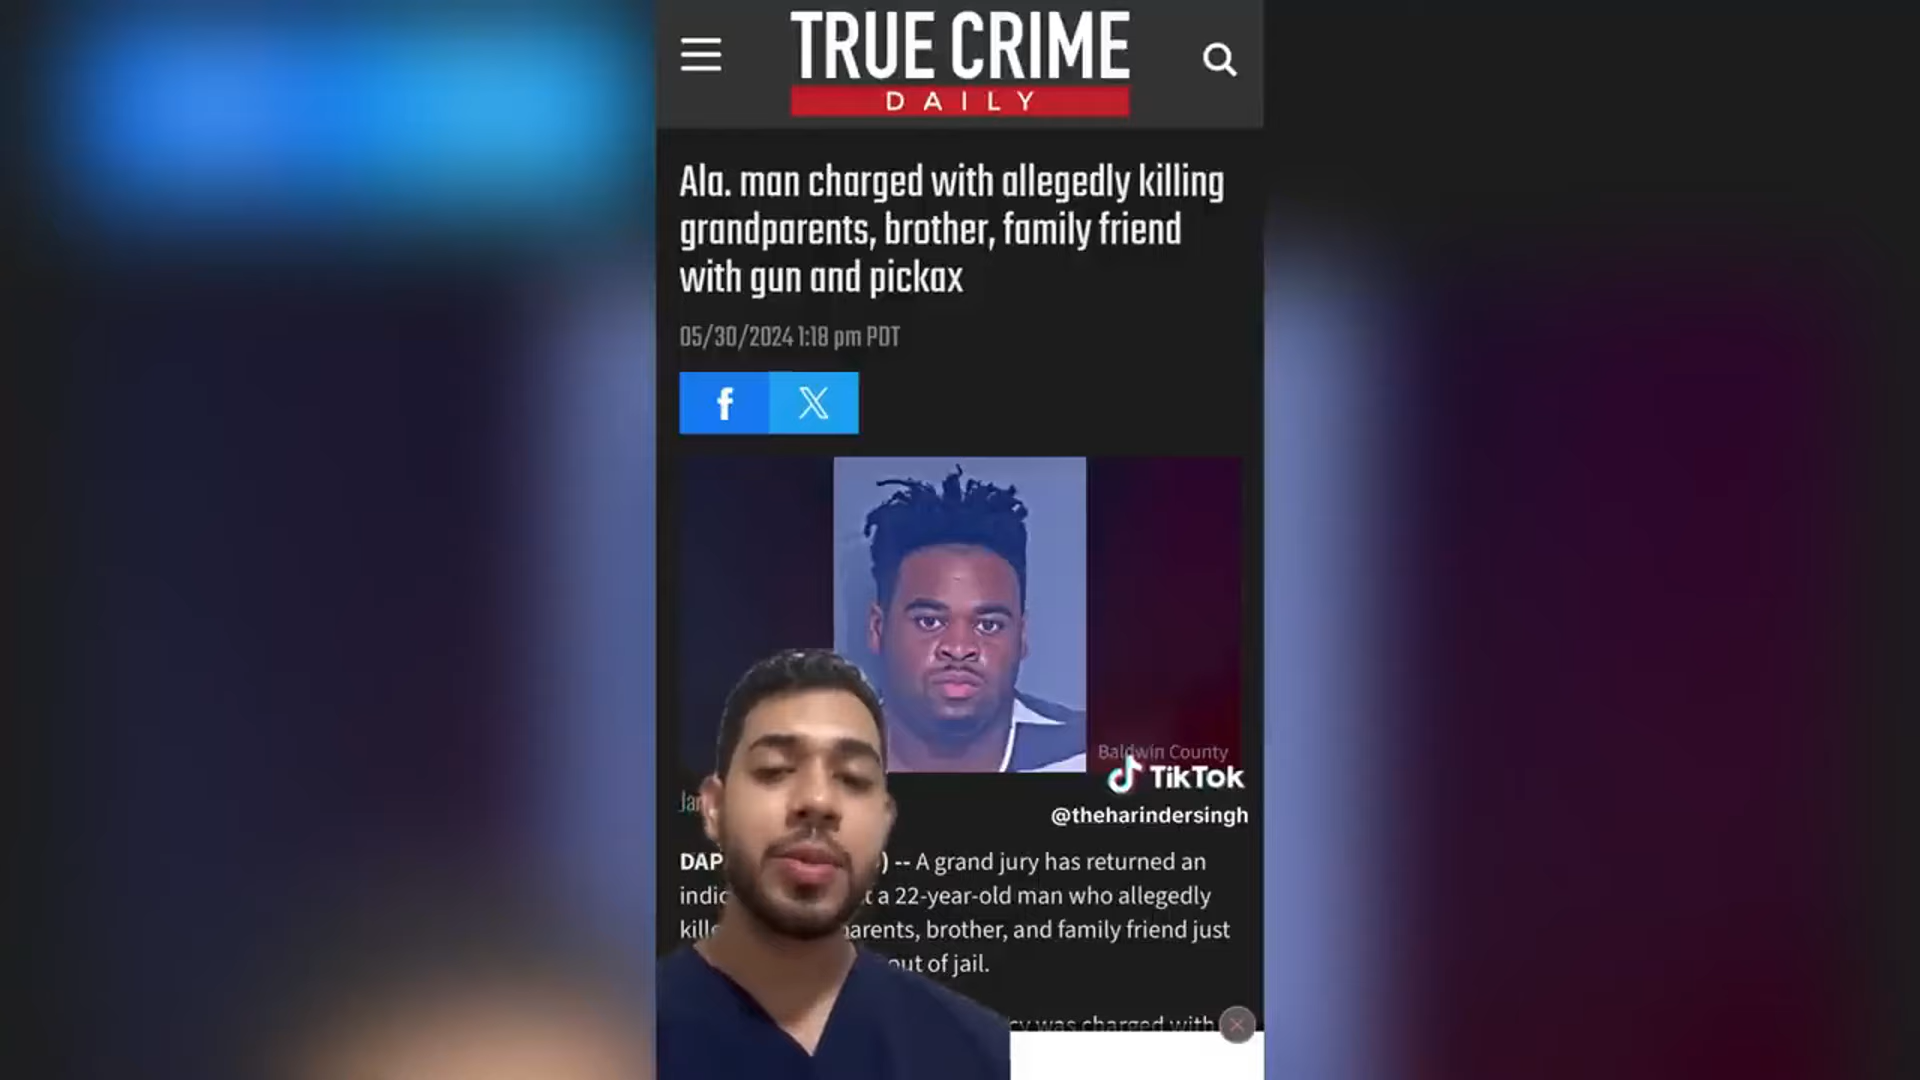 TRUE CRIME
DAILY
Ala. man charged with allegedly killing
grandparents, brother, family friend
with gun and pickax
05/30/2024 1:18 pm PDT
f X
Baldwin County
TikTok
@theharindersingh
DAP ) -- A grand jury has returned an
a 22-year-old man who allegedly
brother, and family friend just
out of jail.
was charged with